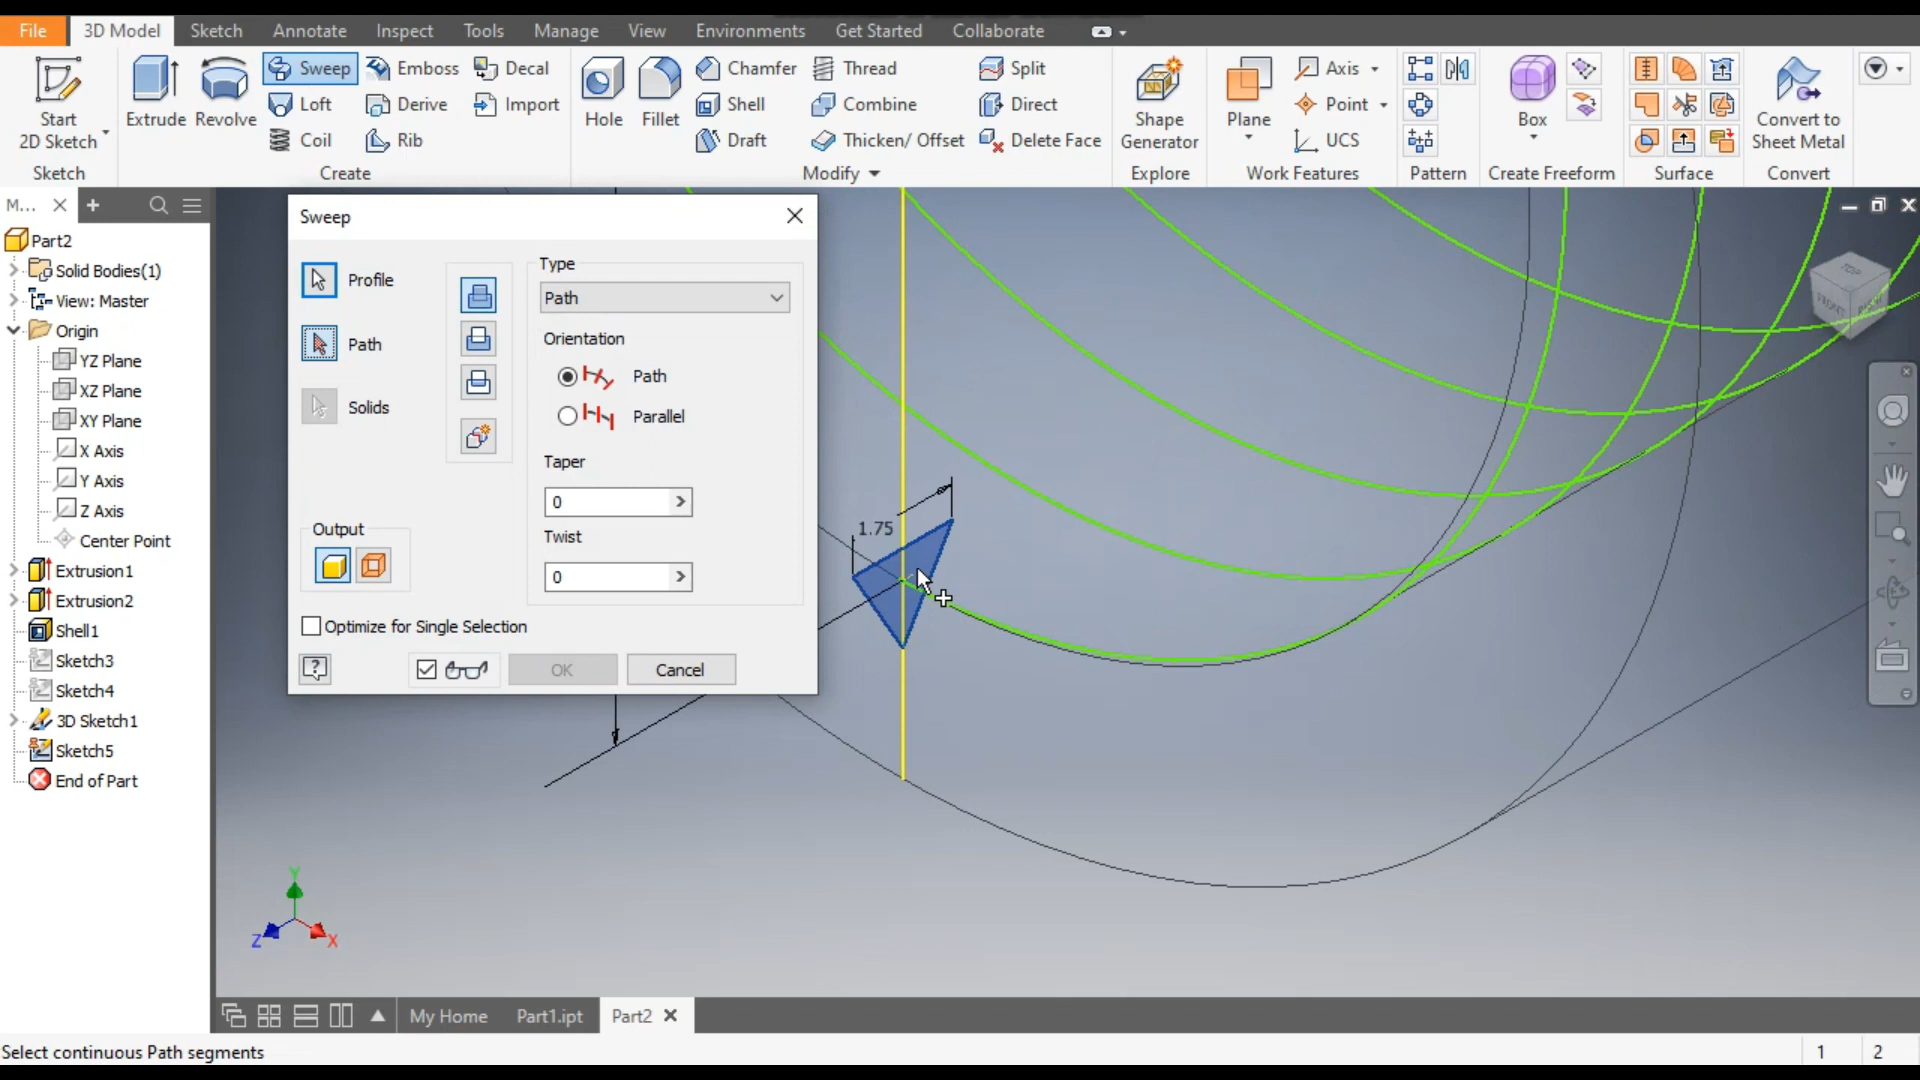 File
3D Model
Sketch
Annotate
Inspect
Tools
Manage
View
Environments
Get Started
Collaborate
Start
2D Sketch
Sketch
Extrude
Revolve
Sweep
Loft
Coil
Emboss
Derive
Rib
Decal
Import
Create
Hole
Fillet
Chamfer
Shell
Draft
Thread
Combine
Thicken/ Offset
Split
Direct
Delete Face
Modify
Shape
Generator
Explore
Plane
Axis
Point
UCS
Work Features
Pattern
Box
Create Freeform
Surface
Convert to
Sheet Metal
Convert
M...
Part2
Solid Bodies(1)
View: Master
Origin
YZ Plane
XZ Plane
XY Plane
X Axis
Y Axis
Z Axis
Center Point
Extrusion1
Extrusion2
Shell1
Sketch3
Sketch4
3D Sketch1
Sketch5
End of Part
Sweep
Profile
Path
Solids
Output
Type
Path
Orientation
Path
Parallel
Taper
0
Twist
0
Optimize for Single Selection
OK
Cancel
1.75
TOP
FRONT
Y
Z
X
My Home
Part1.ipt
Part2
Select continuous Path segments
1
2